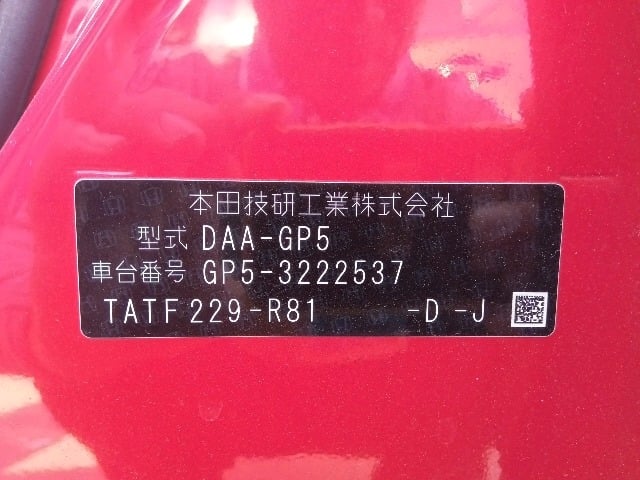 本田技研工業株式会社
型式 DAA-GP5
車台番号 GP5-3222537
TATF229-R81 -D -J